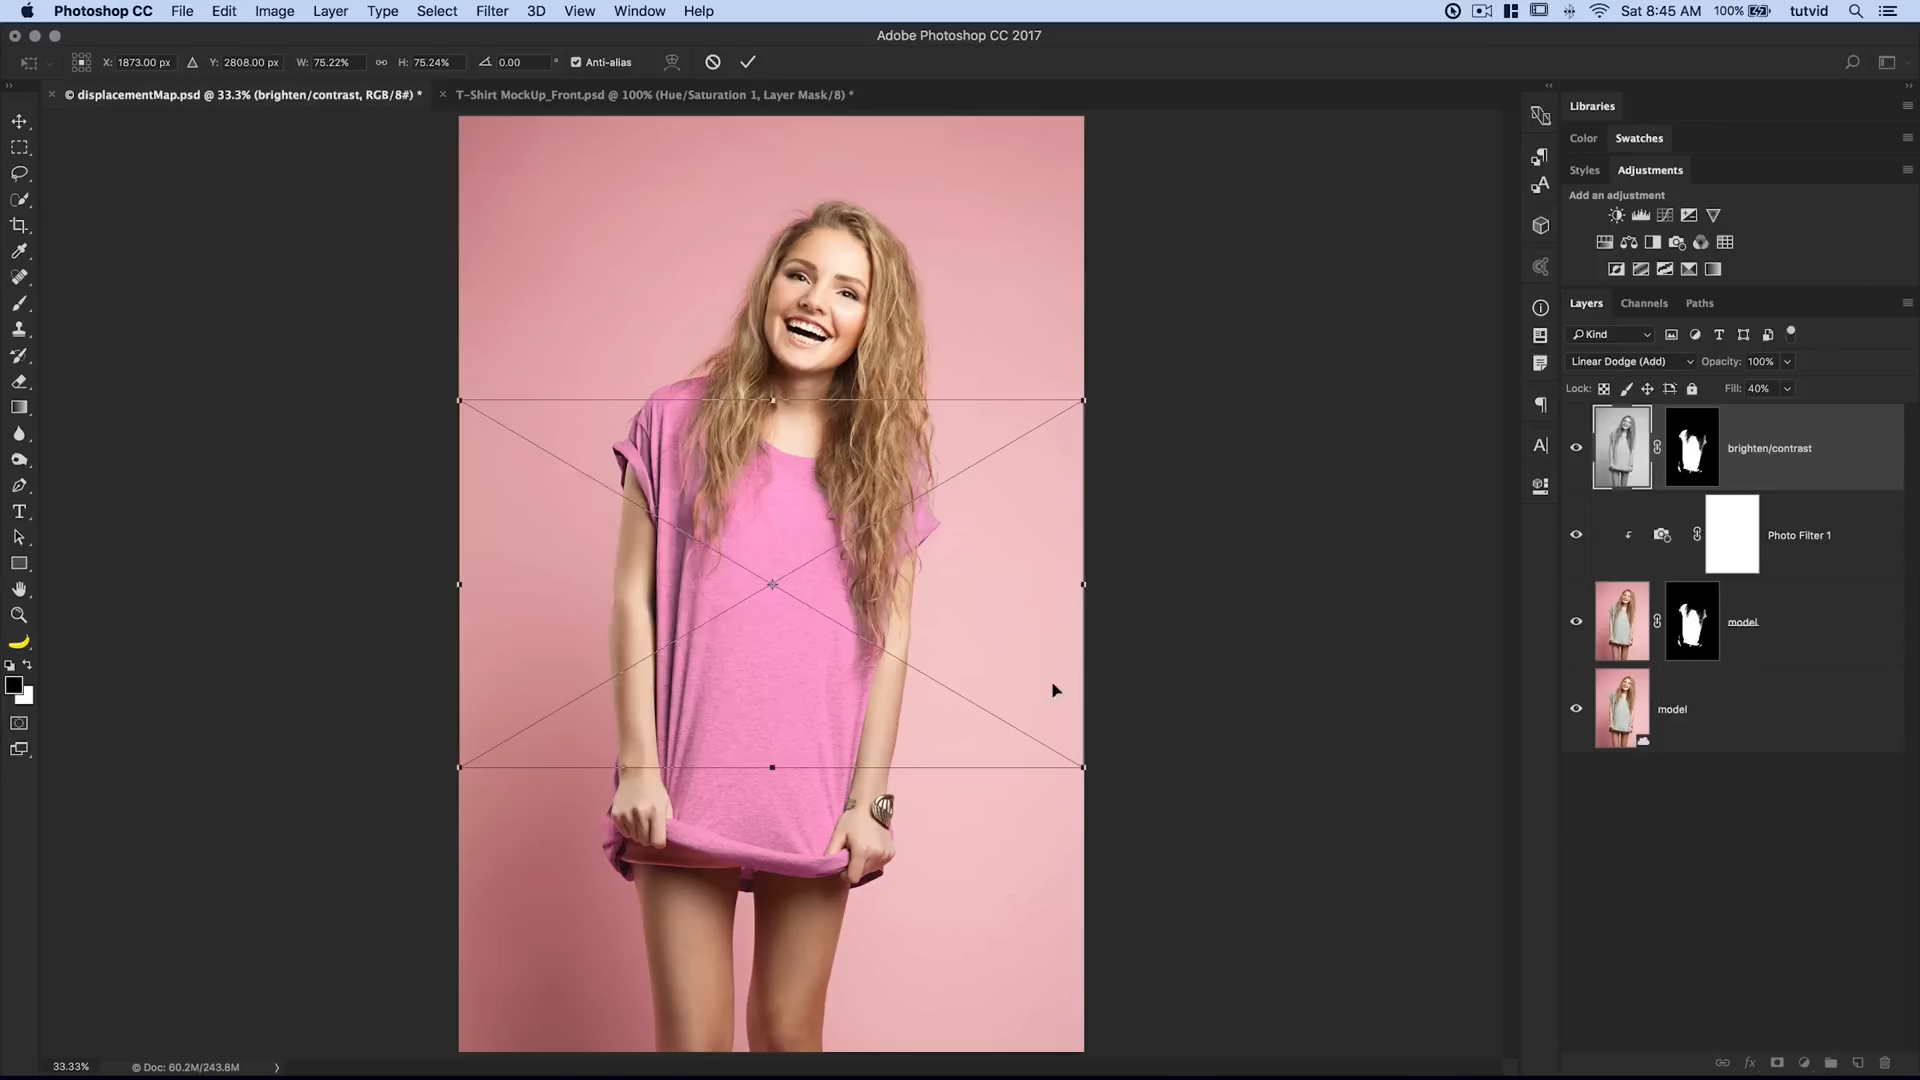 Photoshop CC File Edit Image Layer Type Select Filter 3D View Window Help Sat 8:45 AM 100% tutvid
Adobe Photoshop CC 2017
X: 1873.00 px Y: 2808.00 px W: 75.22% H: 75.24% 0.00 ° Anti-alias
© displacementMap.psd @ 33.3% (brighten/contrast, RGB/8#) * T-Shirt MockUp_Front.psd @ 100% (Hue/Saturation 1, Layer Mask/8) *
Libraries
Color Swatches
Styles Adjustments
Add an adjustment
Layers Channels Paths
Kind
Linear Dodge (Add) Opacity: 100%
Lock: Fill: 40%
brighten/contrast
Photo Filter 1
model
model
33.33% © Doc: 60.2M/243.8M